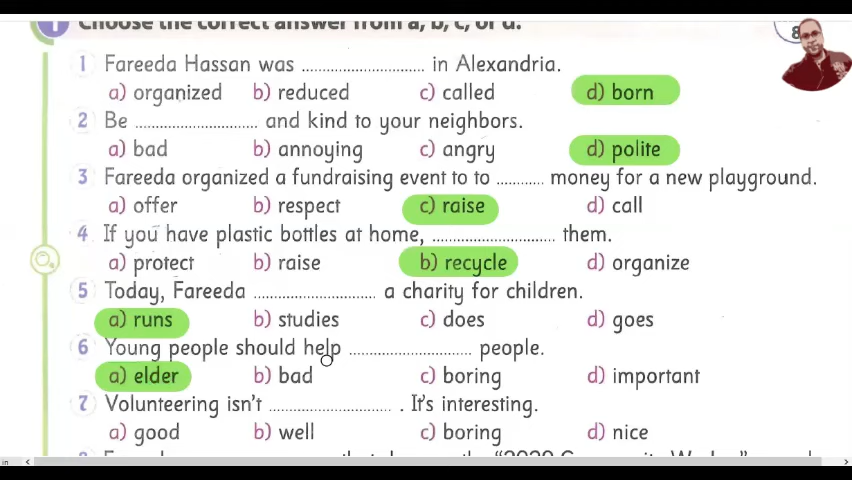 1 Choose the correct answer from a, b, c, or d.
8
1 Fareeda Hassan was ............................. in Alexandria.
a) organized b) reduced c) called d) born
2 Be ............................. and kind to your neighbors.
a) bad b) annoying c) angry d) polite
3 Fareeda organized a fundraising event to to ........... money for a new playground.
a) offer b) respect c) raise d) call
4 If you have plastic bottles at home, ............................. them.
a) protect b) raise b) recycle d) organize
5 Today, Fareeda ............................. a charity for children.
a) runs b) studies c) does d) goes
6 Young people should help ............................. people.
a) elder b) bad c) boring d) important
7 Volunteering isn't ............................. . It's interesting.
a) good b) well c) boring d) nice
in